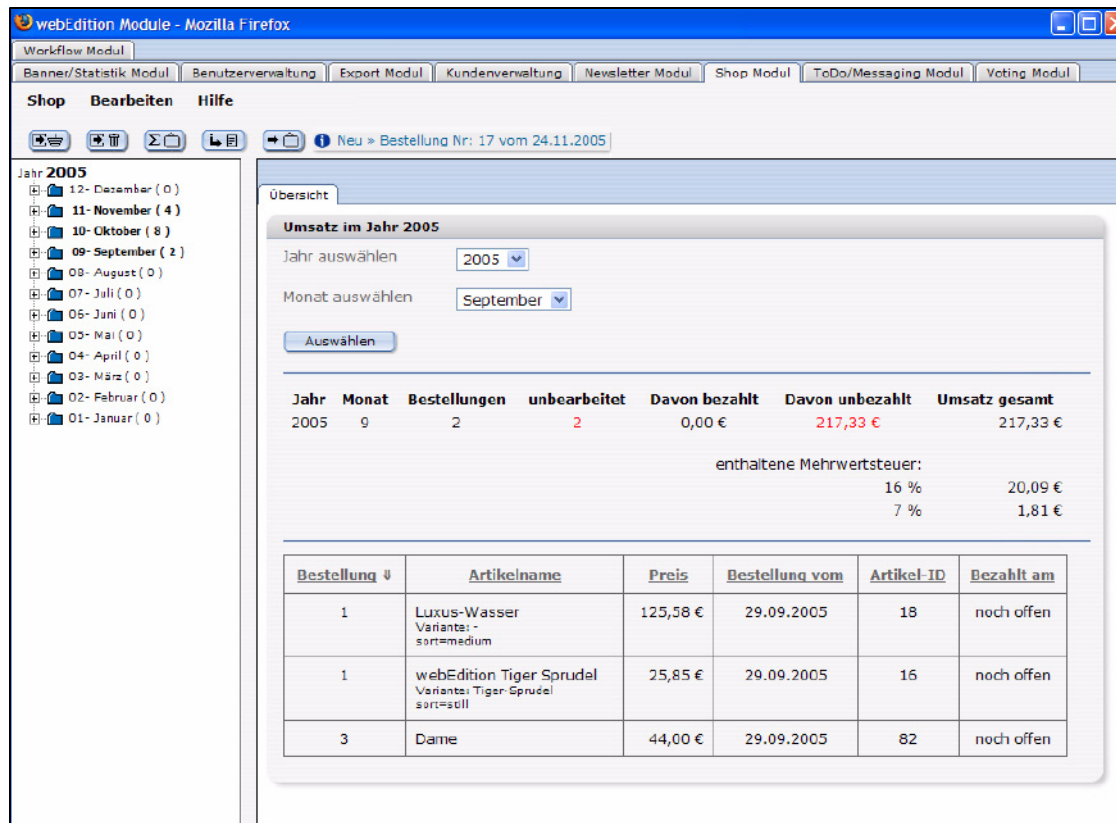 webEdition Module - Mozilla Firefox
Workflow Modul
Banner/Statistik Modul Benutzerverwaltung Export Modul Kundenverwaltung Newsletter Modul Shop Modul ToDo/Messaging Modul Voting Modul
Shop Bearbeiten Hilfe
Neu » Bestellung Nr: 17 vom 24.11.2005
Jahr 2005
12- Dezember ( 0 )
11- November ( 4 )
10- Oktober ( 8 )
09- September ( 2 )
08- August ( 0 )
07- Juli ( 0 )
06- Juni ( 0 )
05- Mai ( 0 )
04- April ( 0 )
03- März ( 0 )
02- Februar ( 0 )
01- Januar ( 0 )
Übersicht
Umsatz im Jahr 2005
Jahr auswählen 2005
Monat auswählen September
Auswählen
Jahr Monat Bestellungen unbearbeitet Davon bezahlt Davon unbezahlt Umsatz gesamt
2005 9 2 2 0,00 € 217,33 € 217,33 €
enthaltene Mehrwertsteuer:
16 % 20,09 €
7 % 1,81 €
Bestellung ⇓ Artikelname Preis Bestellung vom Artikel-ID Bezahlt am
1 Luxus-Wasser 125,58 € 29.09.2005 18 noch offen
Variante: -
sort=medium
1 webEdition Tiger Sprudel 25,85 € 29.09.2005 16 noch offen
Variante: Tiger-Sprudel
sort=still
3 Dame 44,00 € 29.09.2005 82 noch offen